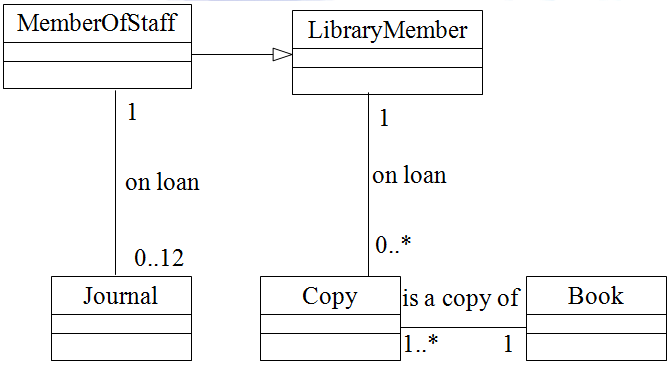 MemberOfStaff
LibraryMember
1
1
on loan
on loan
0..12
0..*
Journal
Copy
is a copy of
Book
1..*
1